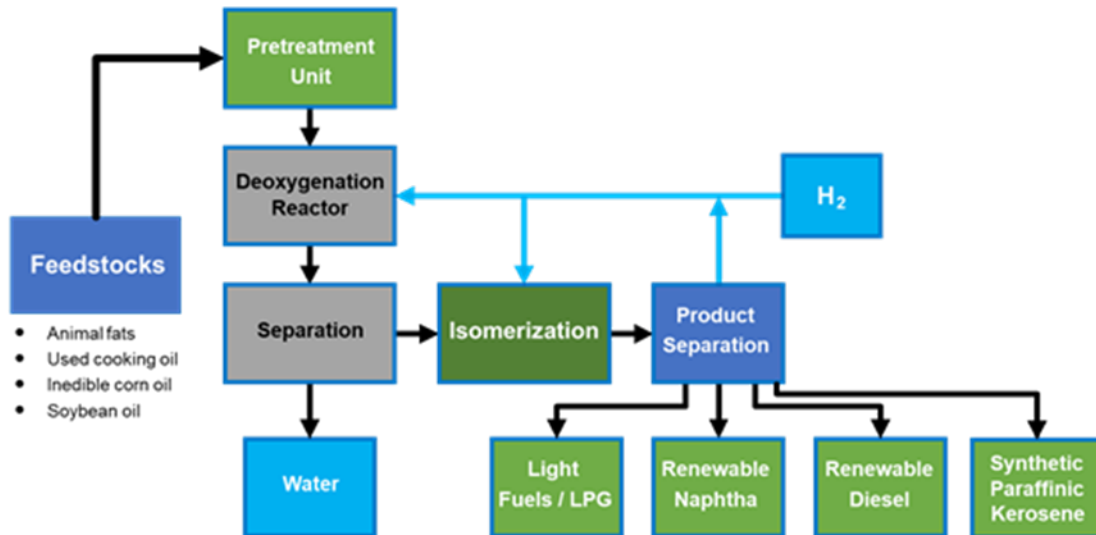 Pretreatment
Unit
Deoxygenation
Reactor
H₂
Feedstocks
• Animal fats
• Used cooking oil
• Inedible corn oil
• Soybean oil
Separation
Isomerization
Product
Separation
Water
Light
Fuels / LPG
Renewable
Naphtha
Renewable
Diesel
Synthetic
Paraffinic
Kerosene